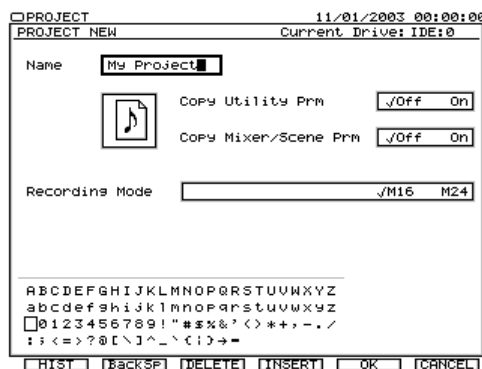 PROJECT 11/01/2003 00:00:00
PROJECT NEW Current Drive: IDE:0
Name My Project
Copy Utility Prm √Off On
Copy Mixer/Scene Prm √Off On
Recording Mode √M16 M24
ABCDEFGHIJKLMNOPQRSTUVWXYZ
abcdefghijklmnopqrstuvwxyz
0123456789!"#$%&'()*+,-./
:;<=>?@[\]^_`{|}→←
HIST BackSP DELETE INSERT OK CANCEL